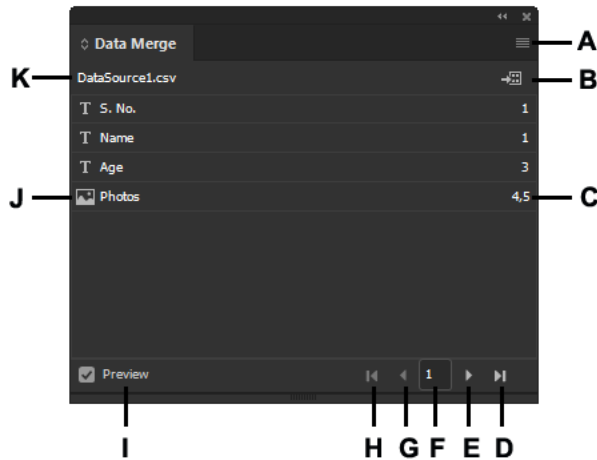 Data Merge
A
K DataSource1.csv B
T S. No. 1
T Name 1
T Age 3
J Photos 4,5 C
Preview 1
I H G F E D